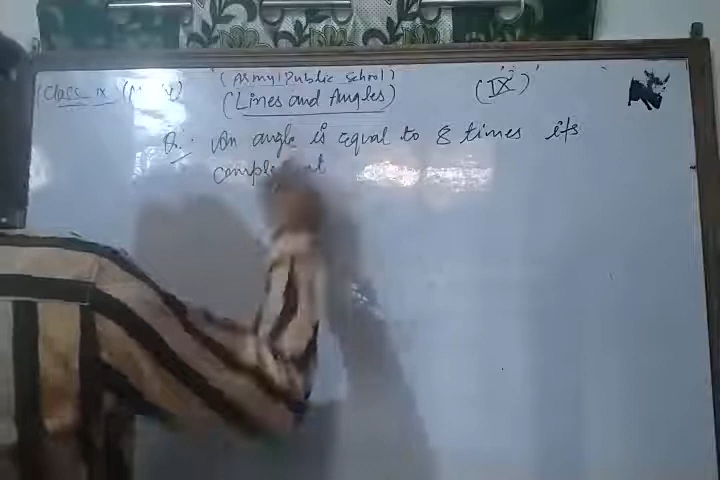 (Army Public School)
Class IX
(Lines and Angles)
(IX)
Q. An angle is equal to 8 times its